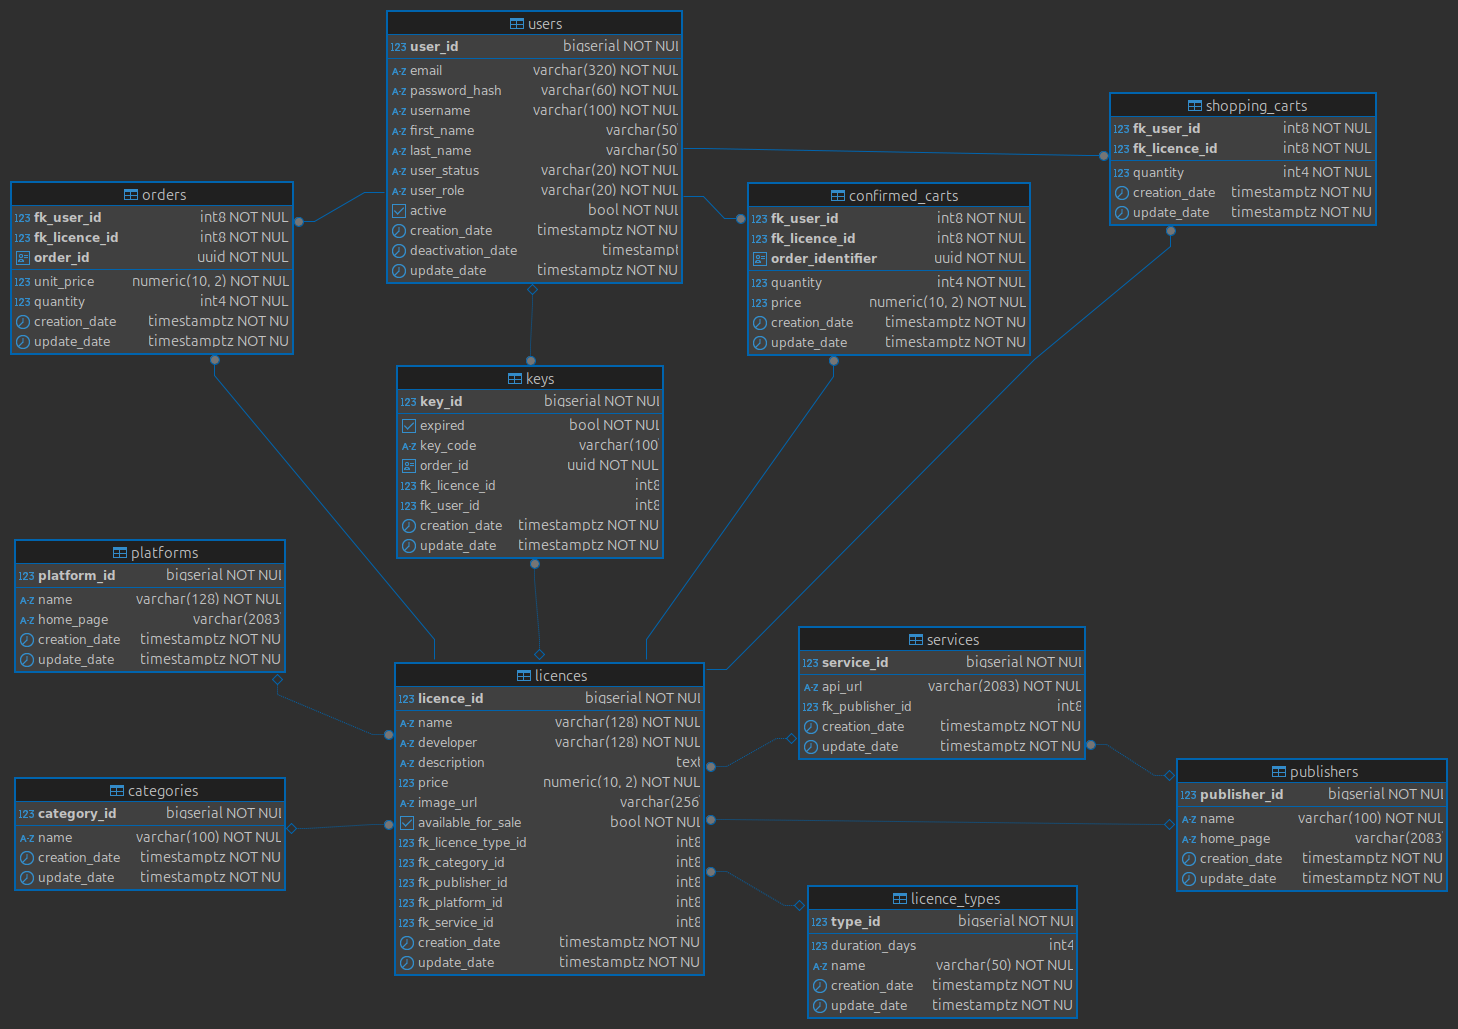 users
123 user_id bigserial NOT NUL
A-Z email varchar(320) NOT NUL
A-Z password_hash varchar(60) NOT NUL
A-Z username varchar(100) NOT NUL
A-Z first_name varchar(50
A-Z last_name varchar(50
A-Z user_status varchar(20) NOT NUL
A-Z user_role varchar(20) NOT NUL
active bool NOT NUL
creation_date timestamptz NOT NU
deactivation_date timestampt
update_date timestamptz NOT NU
shopping_carts
123 fk_user_id int8 NOT NUL
123 fk_licence_id int8 NOT NUL
123 quantity int4 NOT NUL
creation_date timestamptz NOT NU
update_date timestamptz NOT NU
orders
123 fk_user_id int8 NOT NUL
123 fk_licence_id int8 NOT NUL
order_id uuid NOT NUL
123 unit_price numeric(10, 2) NOT NUL
123 quantity int4 NOT NUL
creation_date timestamptz NOT NU
update_date timestamptz NOT NU
confirmed_carts
123 fk_user_id int8 NOT NUL
123 fk_licence_id int8 NOT NUL
order_identifier uuid NOT NUL
123 quantity int4 NOT NUL
123 price numeric(10, 2) NOT NUL
creation_date timestamptz NOT NU
update_date timestamptz NOT NU
keys
123 key_id bigserial NOT NUL
expired bool NOT NUL
A-Z key_code varchar(100
order_id uuid NOT NUL
123 fk_licence_id int8
123 fk_user_id int8
creation_date timestamptz NOT NU
update_date timestamptz NOT NU
platforms
123 platform_id bigserial NOT NUL
A-Z name varchar(128) NOT NUL
A-Z home_page varchar(2083
creation_date timestamptz NOT NU
update_date timestamptz NOT NU
services
123 service_id bigserial NOT NUL
A-Z api_url varchar(2083) NOT NUL
123 fk_publisher_id int8
creation_date timestamptz NOT NU
update_date timestamptz NOT NU
licences
123 licence_id bigserial NOT NUL
A-Z name varchar(128) NOT NUL
A-Z developer varchar(128) NOT NUL
A-Z description text
123 price numeric(10, 2) NOT NUL
A-Z image_url varchar(256
available_for_sale bool NOT NUL
123 fk_licence_type_id int8
123 fk_category_id int8
123 fk_publisher_id int8
123 fk_platform_id int8
123 fk_service_id int8
creation_date timestamptz NOT NU
update_date timestamptz NOT NU
categories
123 category_id bigserial NOT NUL
A-Z name varchar(100) NOT NUL
creation_date timestamptz NOT NU
update_date timestamptz NOT NU
publishers
123 publisher_id bigserial NOT NUL
A-Z name varchar(100) NOT NUL
A-Z home_page varchar(2083
creation_date timestamptz NOT NU
update_date timestamptz NOT NU
licence_types
123 type_id bigserial NOT NUL
123 duration_days int4
A-Z name varchar(50) NOT NUL
creation_date timestamptz NOT NU
update_date timestamptz NOT NU